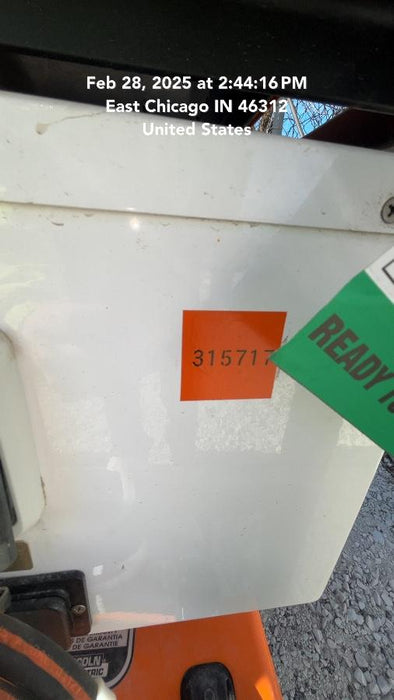 Feb 28, 2025 at 2:44:16 PM
East Chicago IN 46312
United States
315717
READY
DE GARANTIA
DE GARANTIE